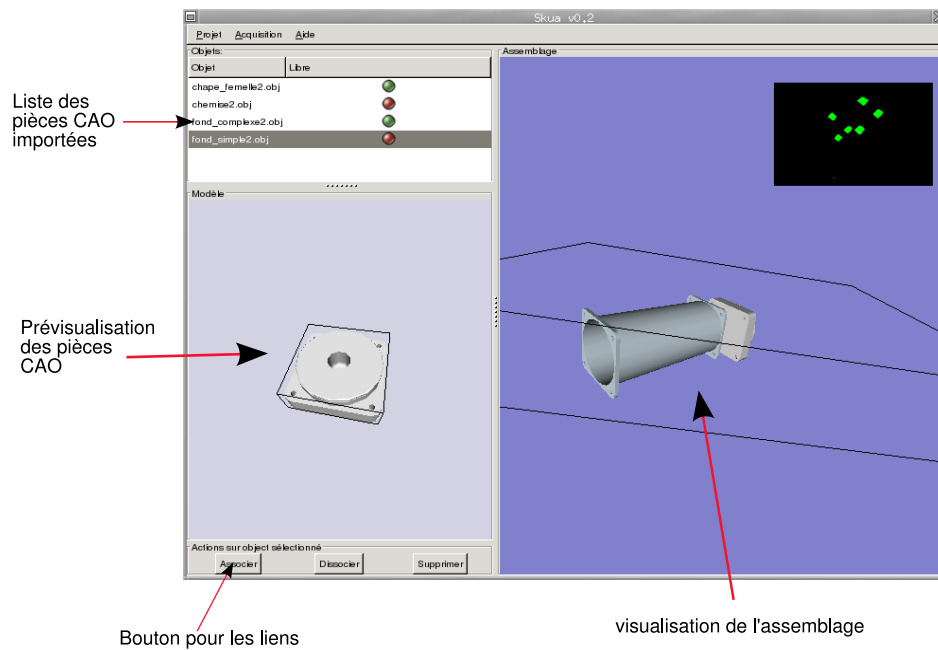 Skua v0.2
Projet Acquisition Aide
Objets:
Objet Libre
chape_femelle2.obj
chemise2.obj
fond_complexe2.obj
fond_simple2.obj
Modèle
Actions sur object sélectionné
Associer Dissocier Supprimer
Assemblage
Liste des
pièces CAO
importées
Prévisualisation
des pièces
CAO
Bouton pour les liens
visualisation de l'assemblage